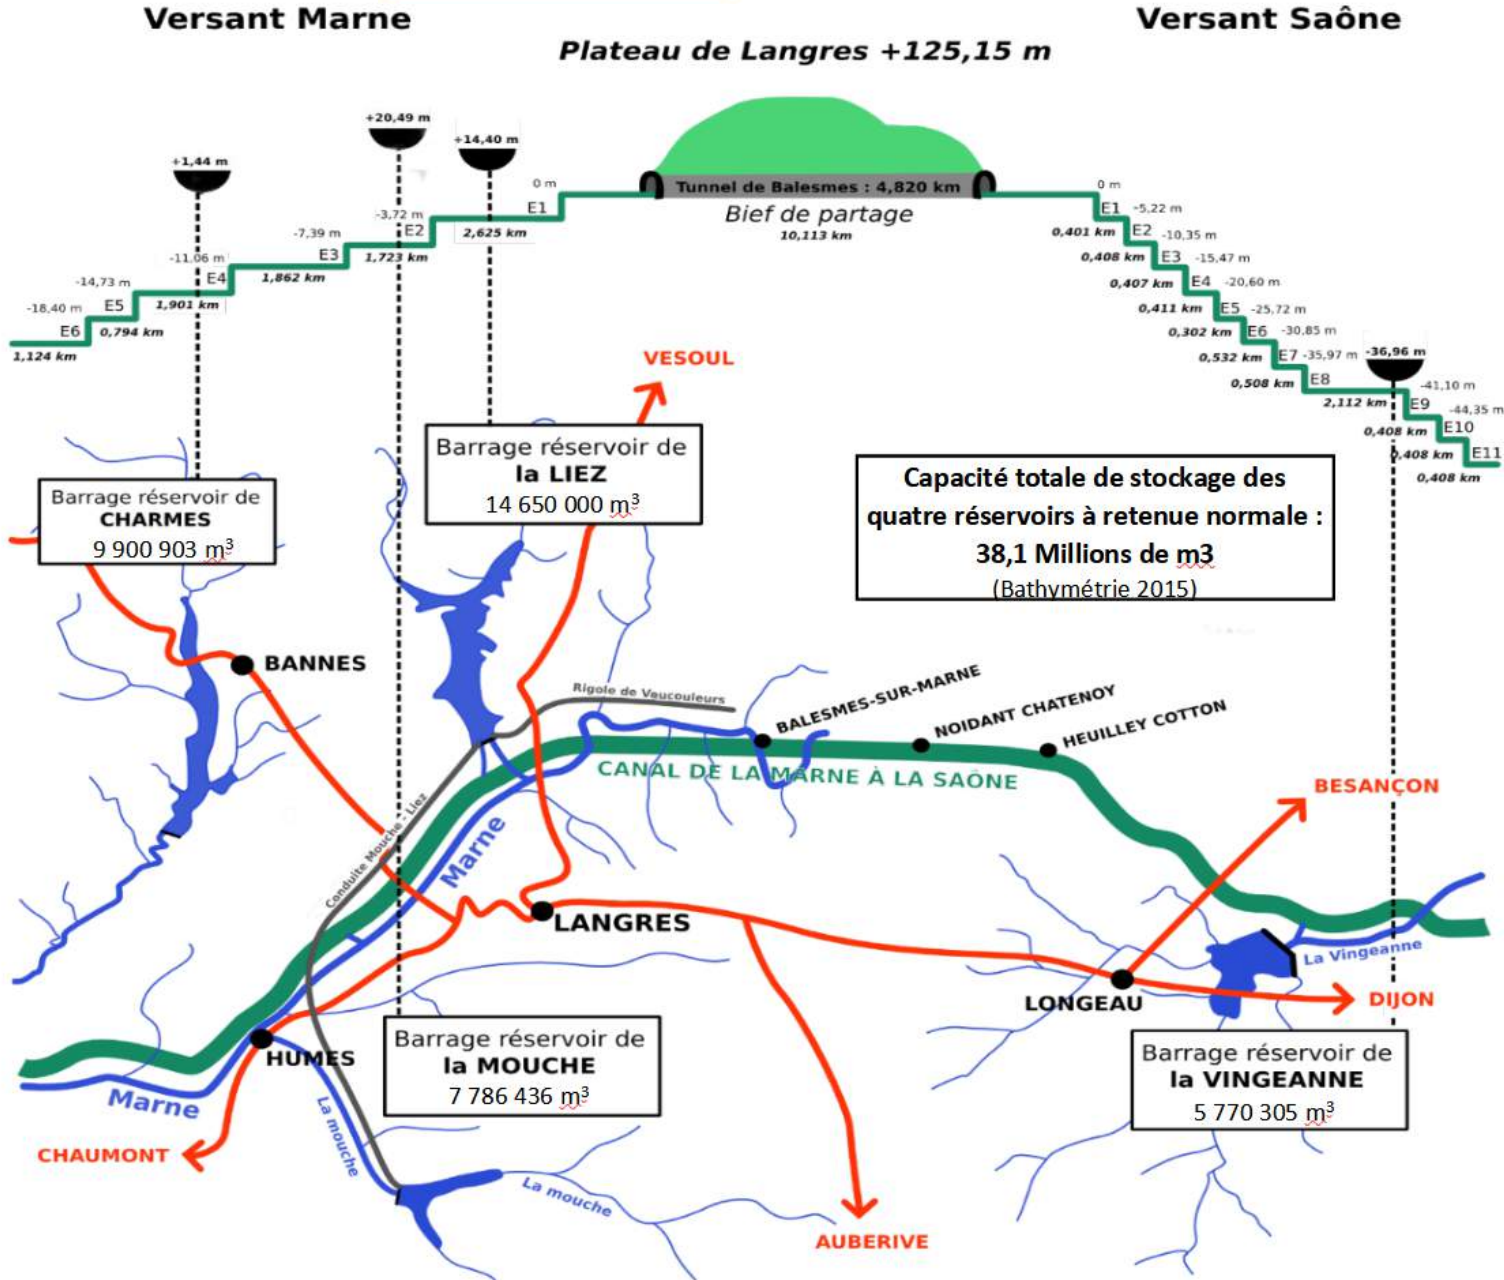 Versant Marne
Versant Saône
Plateau de Langres +125,15 m
+20,49 m
+14,40 m
+1,44 m
0 m
Tunnel de Balesmes : 4,820 km
0 m
Bief de partage
10,113 km
E1
2,625 km
-3,72 m
E2
1,723 km
-7,39 m
E3
1,862 km
-11,06 m
E4
1,901 km
-14,73 m
E5
0,794 km
-18,40 m
E6
1,124 km
E1
-5,22 m
0,401 km
E2
-10,35 m
0,408 km
E3
-15,47 m
0,407 km
E4
-20,60 m
0,411 km
E5
-25,72 m
0,302 km
E6
-30,85 m
0,532 km
E7
-35,97 m
0,508 km
E8
-36,96 m
2,112 km
-41,10 m
E9
0,408 km
-44,35 m
E10
0,408 km
E11
0,408 km
VESOUL
Barrage réservoir de
la LIEZ
14 650 000 m³
Barrage réservoir de
CHARMES
9 900 903 m³
Capacité totale de stockage des
quatre réservoirs à retenue normale :
38,1 Millions de m3
(Bathymétrie 2015)
BANNES
Rigole de Vaucouleurs
BALESMES-SUR-MARNE
NOIDANT CHATENOY
HEUILLEY COTTON
CANAL DE LA MARNE À LA SAÔNE
BESANÇON
Conduite Mouche - Liez
Marne
LANGRES
La Vingeanne
LONGEAU
DIJON
HUMES
Marne
Barrage réservoir de
la MOUCHE
7 786 436 m³
Barrage réservoir de
la VINGEANNE
5 770 305 m³
La mouche
CHAUMONT
La mouche
AUBERIVE